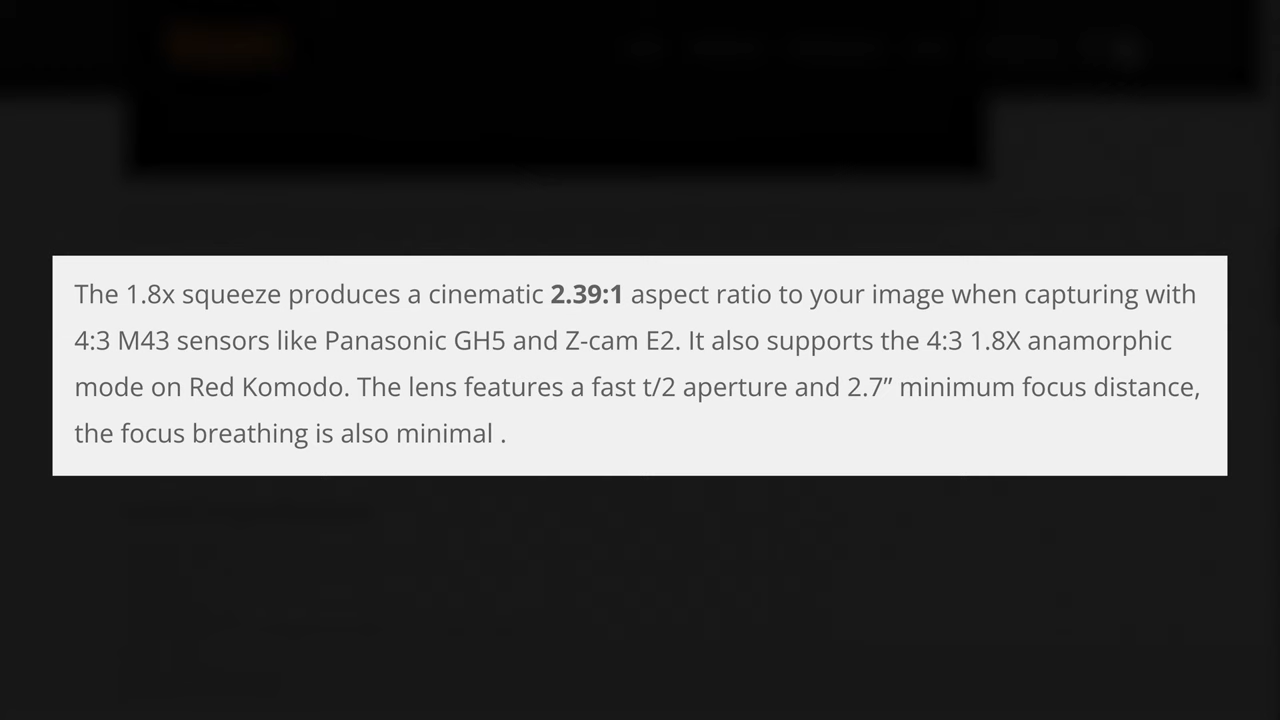 The 1.8x squeeze produces a cinematic 2.39:1 aspect ratio to your image when capturing with
4:3 M43 sensors like Panasonic GH5 and Z-cam E2. It also supports the 4:3 1.8X anamorphic
mode on Red Komodo. The lens features a fast t/2 aperture and 2.7” minimum focus distance,
the focus breathing is also minimal .